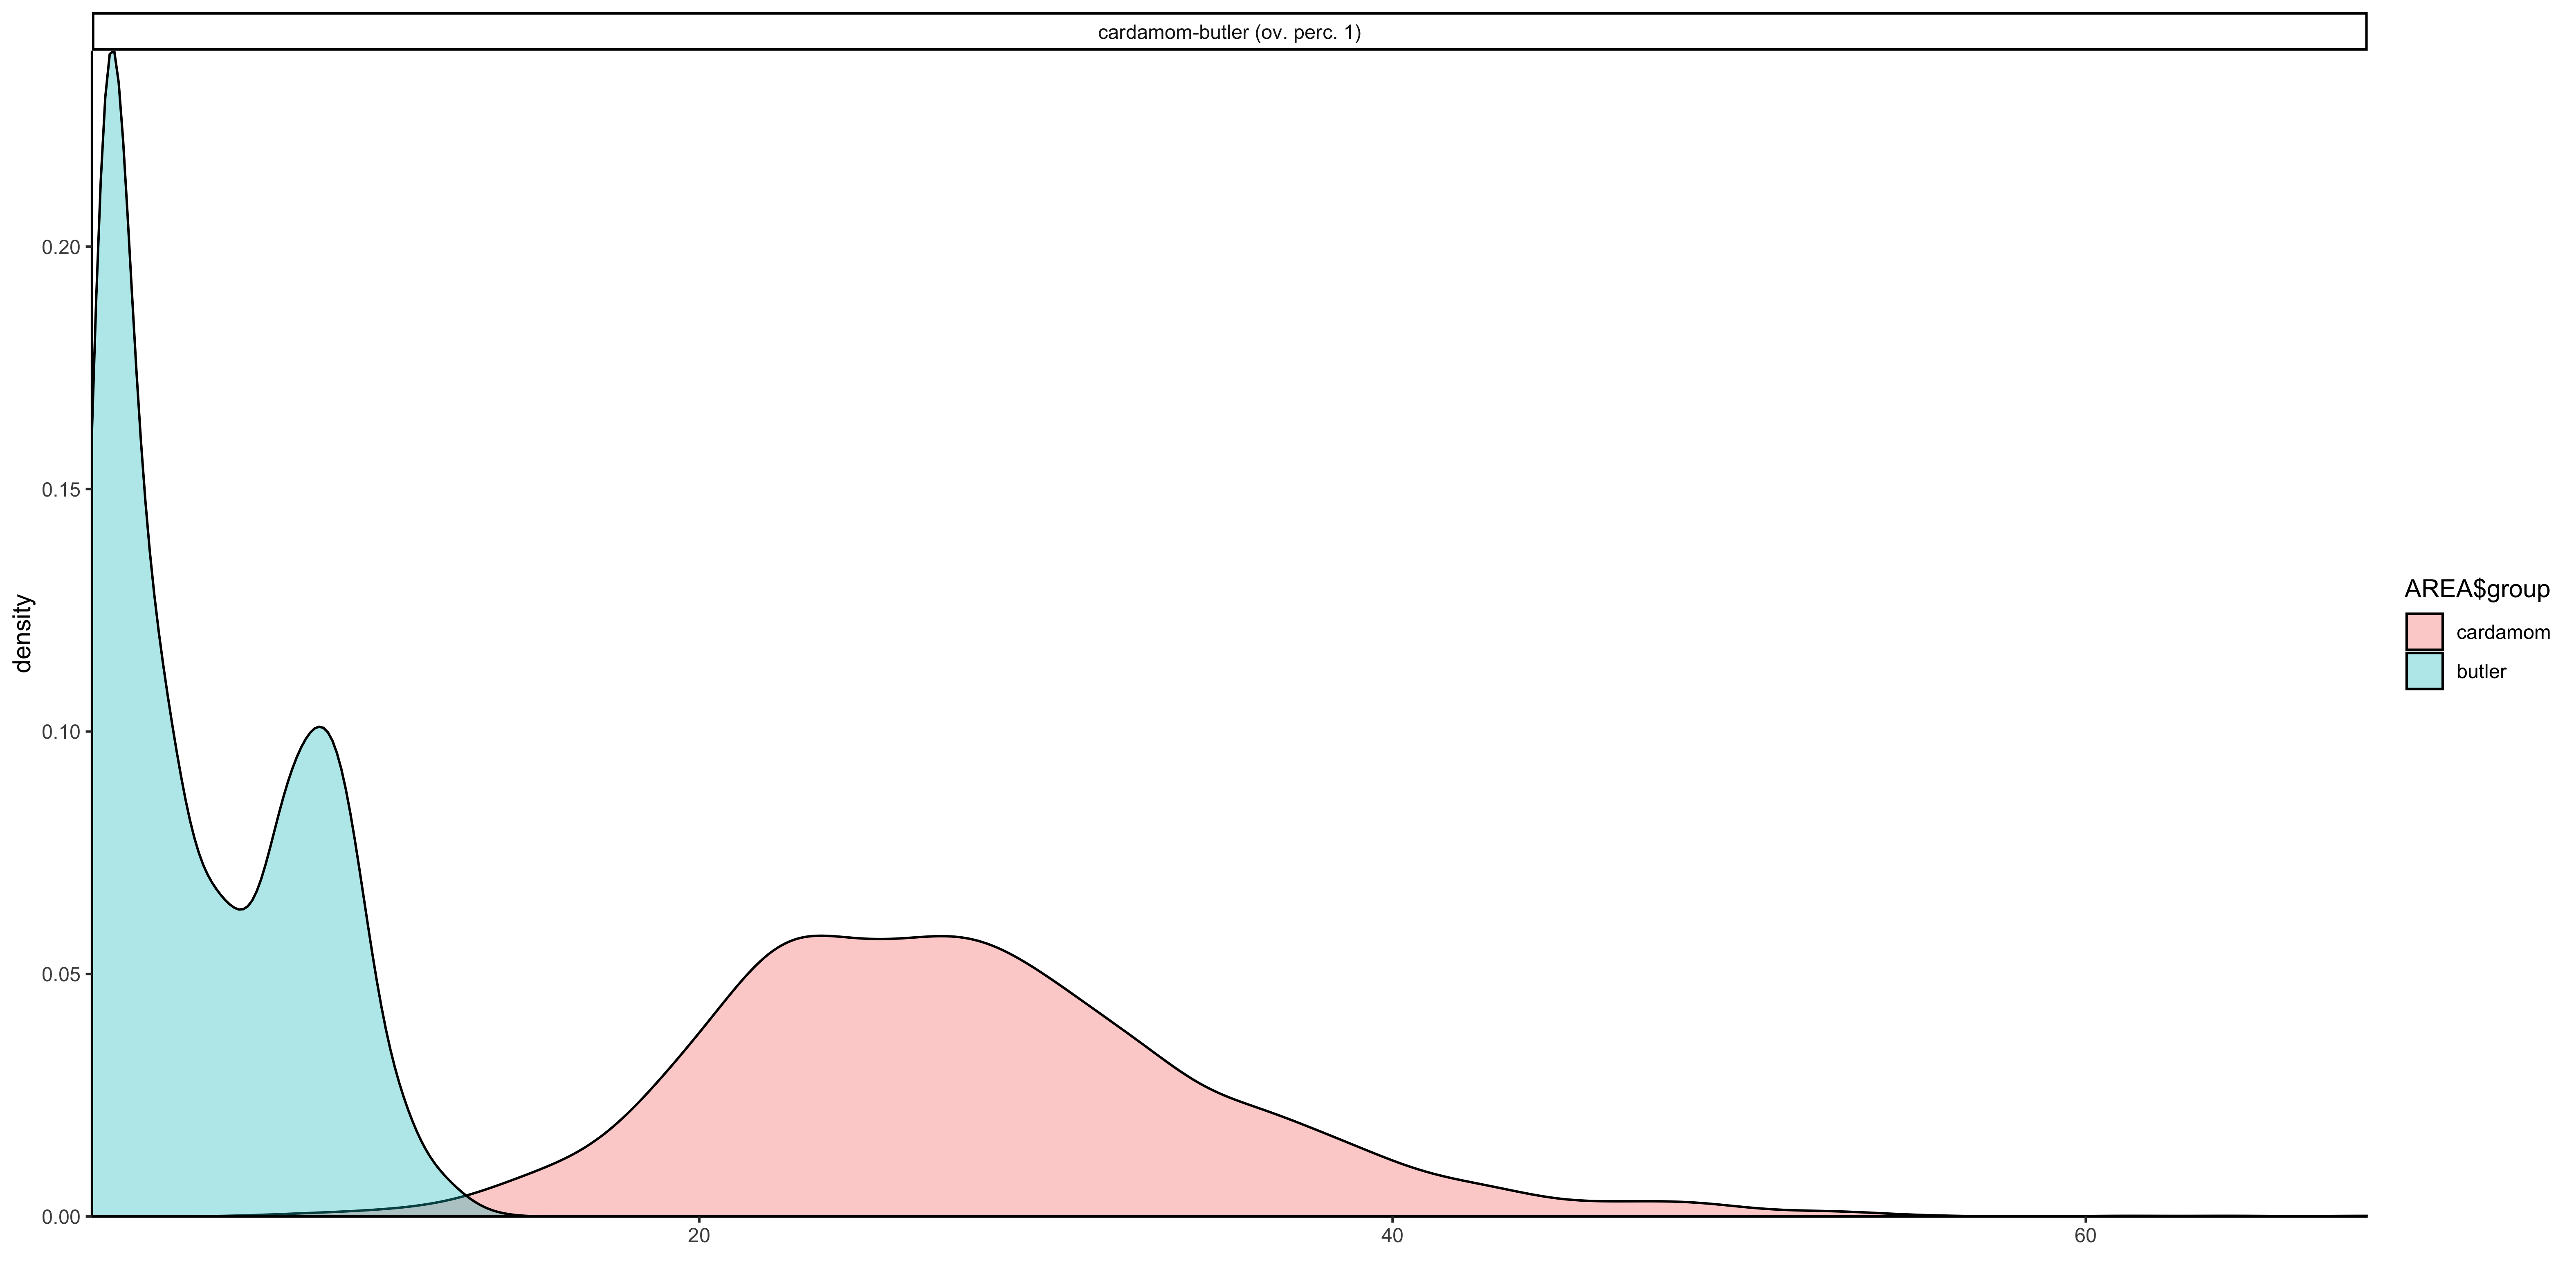 cardamom-butler (ov. perc. 1)
0.20
0.15
0.10
0.05
0.00
density
20
40
60
AREA$group
cardamom
butler